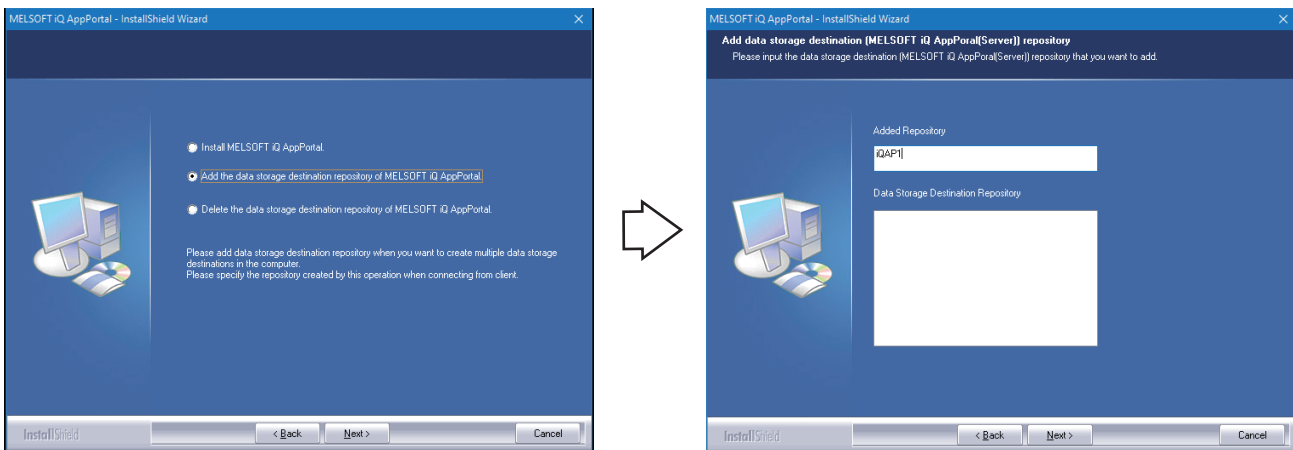 MELSOFT iQ AppPortal - InstallShield Wizard
Install MELSOFT iQ AppPortal.
Add the data storage destination repository of MELSOFT iQ AppPortal.
Delete the data storage destination repository of MELSOFT iQ AppPortal.
Please add data storage destination repository when you want to create multiple data storage
destinations in the computer.
Please specify the repository created by this operation when connecting from client.
InstallShield
< Back
Next >
Cancel
MELSOFT iQ AppPortal - InstallShield Wizard
Add data storage destination (MELSOFT iQ AppPoral(Server)) repository
Please input the data storage destination (MELSOFT iQ AppPoral(Server)) repository that you want to add.
Added Repository
iQAP1
Data Storage Destination Repository
InstallShield
< Back
Next >
Cancel